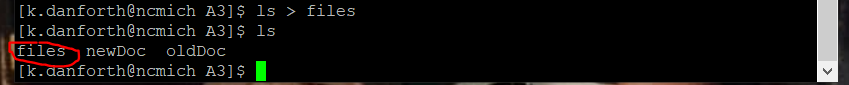 [k.danforth@ncmich A3]$ ls > files
[k.danforth@ncmich A3]$ ls
files  newDoc  oldDoc
[k.danforth@ncmich A3]$